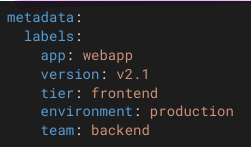 metadata:
  labels:
    app: webapp
    version: v2.1
    tier: frontend
    environment: production
    team: backend